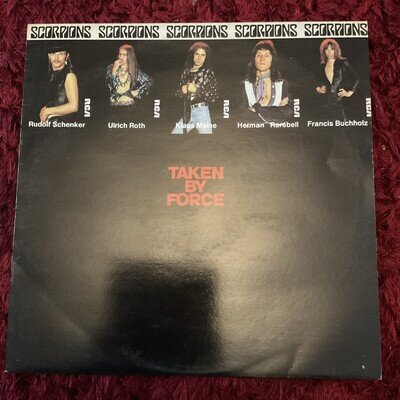 SCORPIONS SCORPIONS SCORPIONS SCORPIONS SCORPIONS
RCA RCA RCA RCA RCA
Rudolf Schenker Ulrich Roth Klaus Meine Herman Rarebell Francis Buchholz
TAKEN
BY
FORCE